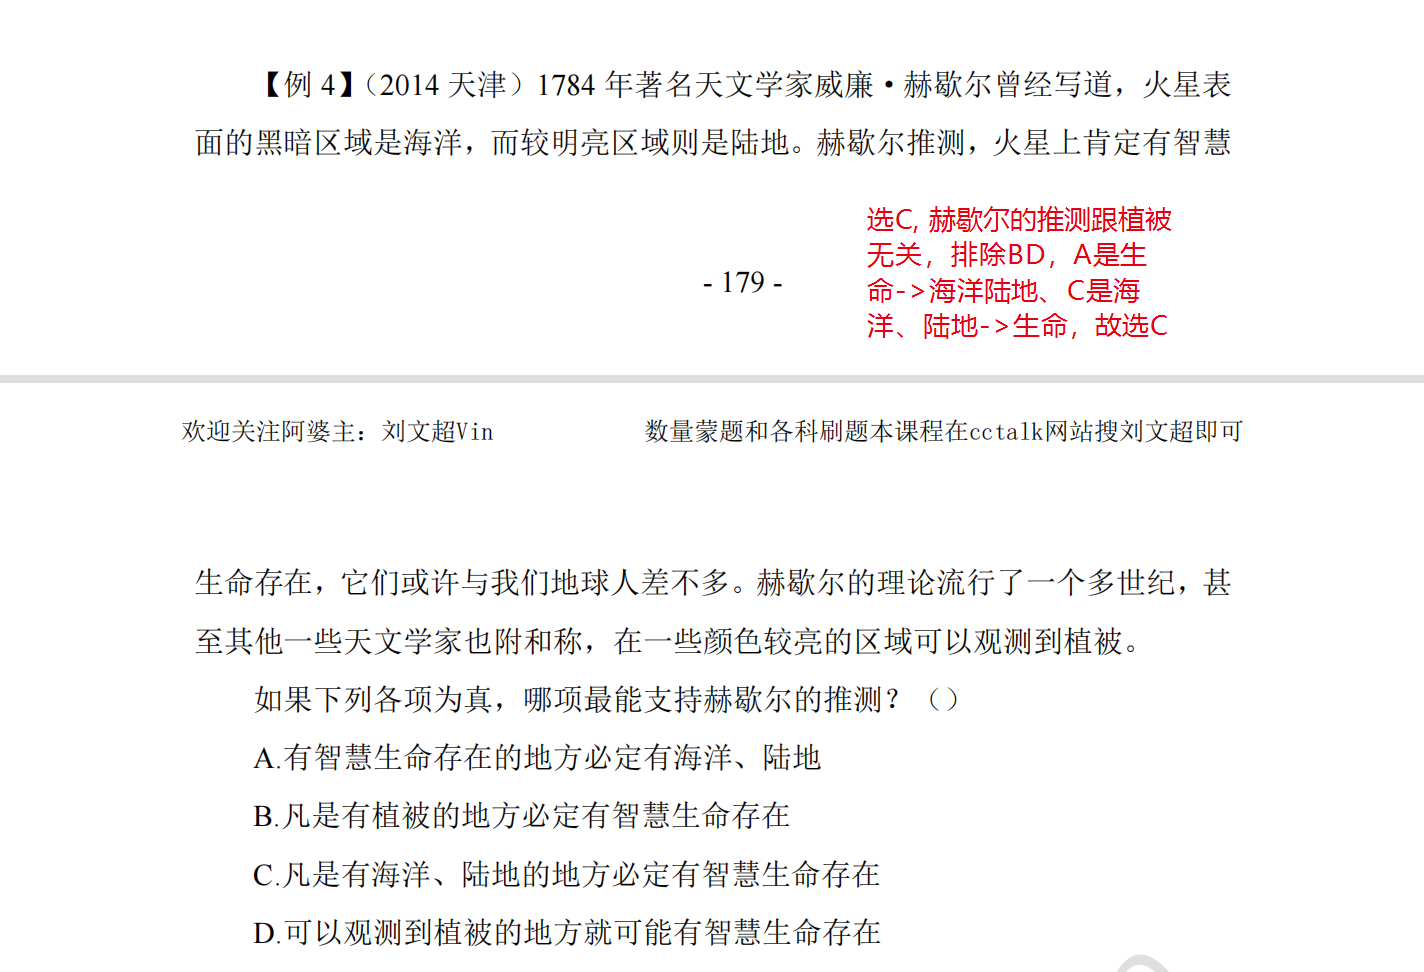 【例 4】（2014 天津）1784 年著名天文学家威廉·赫歇尔曾经写道，火星表
面的黑暗区域是海洋，而较明亮区域则是陆地。赫歇尔推测，火星上肯定有智慧
选C, 赫歇尔的推测跟植被
无关，排除BD，A是生
命->海洋陆地、C是海
洋、陆地->生命，故选C
- 179 -
欢迎关注阿婆主：刘文超Vin
数量蒙题和各科刷题本课程在cctalk网站搜刘文超即可
生命存在，它们或许与我们地球人差不多。赫歇尔的理论流行了一个多世纪，甚
至其他一些天文学家也附和称，在一些颜色较亮的区域可以观测到植被。
如果下列各项为真，哪项最能支持赫歇尔的推测？（）
A.有智慧生命存在的地方必定有海洋、陆地
B.凡是有植被的地方必定有智慧生命存在
C.凡是有海洋、陆地的地方必定有智慧生命存在
D.可以观测到植被的地方就可能有智慧生命存在